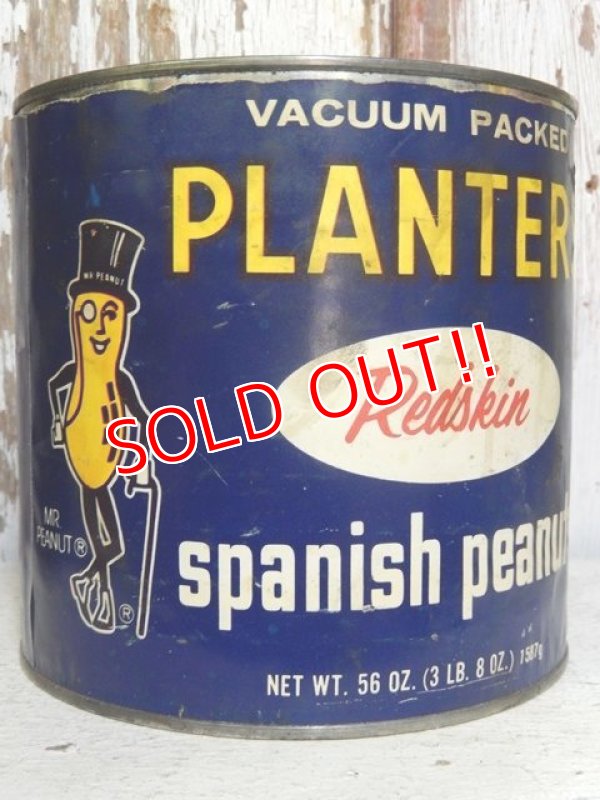 VACUUM PACKED
PLANTER
MR PEANUT
SOLD OUT!!
Redskin
MR.
PEANUT®
spanish peanu
®
NET WT. 56 OZ. (3 LB. 8 OZ.) 1587g